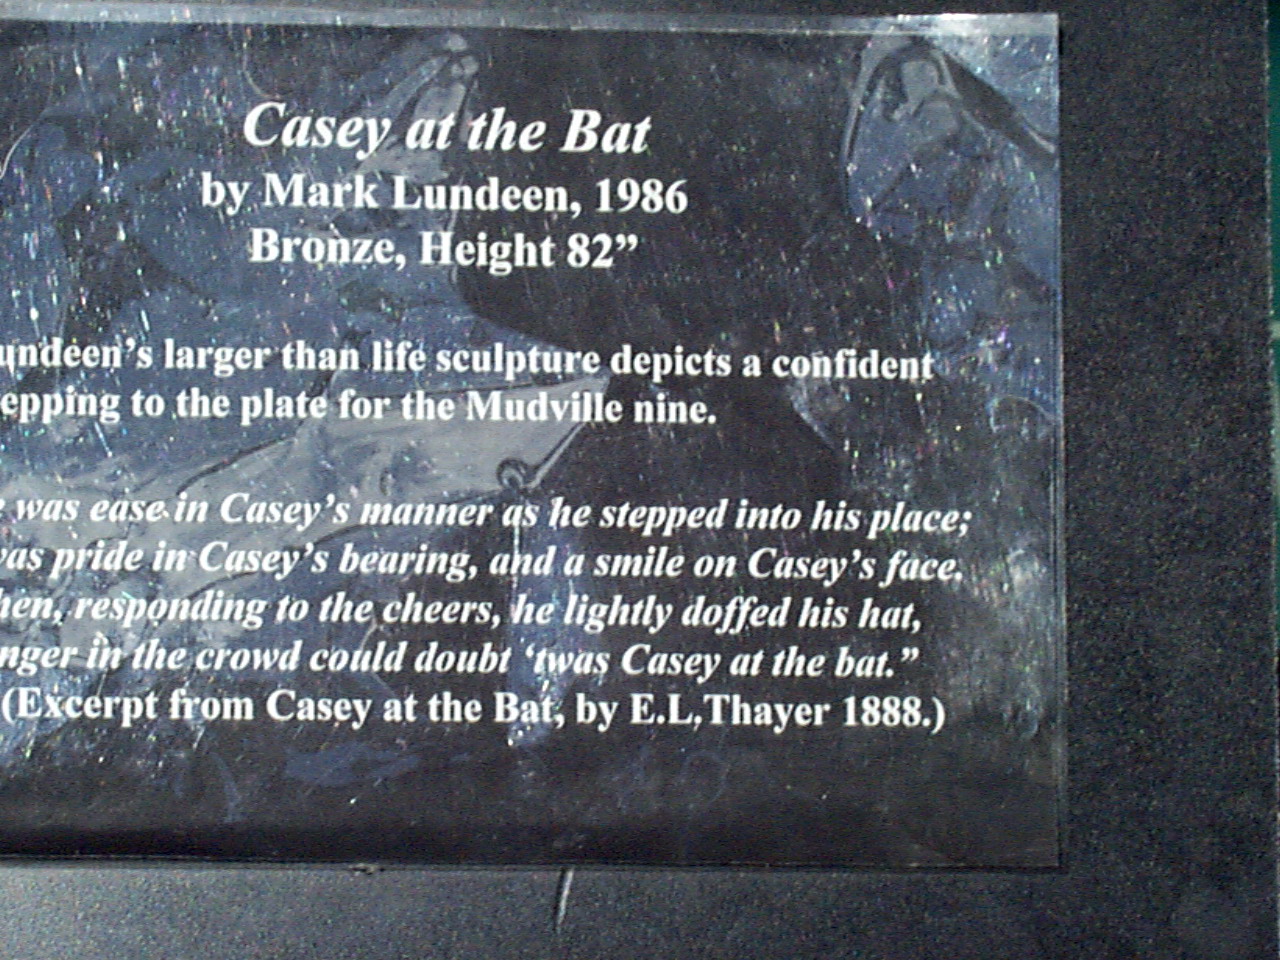 Casey at the Bat
by Mark Lundeen, 1986
Bronze, Height 82”
undeen’s larger than life sculpture depicts a confident
epping to the plate for the Mudville nine.
e was ease in Casey’s manner as he stepped into his place;
was pride in Casey’s bearing, and a smile on Casey’s face.
hen, responding to the cheers, he lightly doffed his hat,
nger in the crowd could doubt ‘twas Casey at the bat.”
(Excerpt from Casey at the Bat, by E.L.Thayer 1888.)